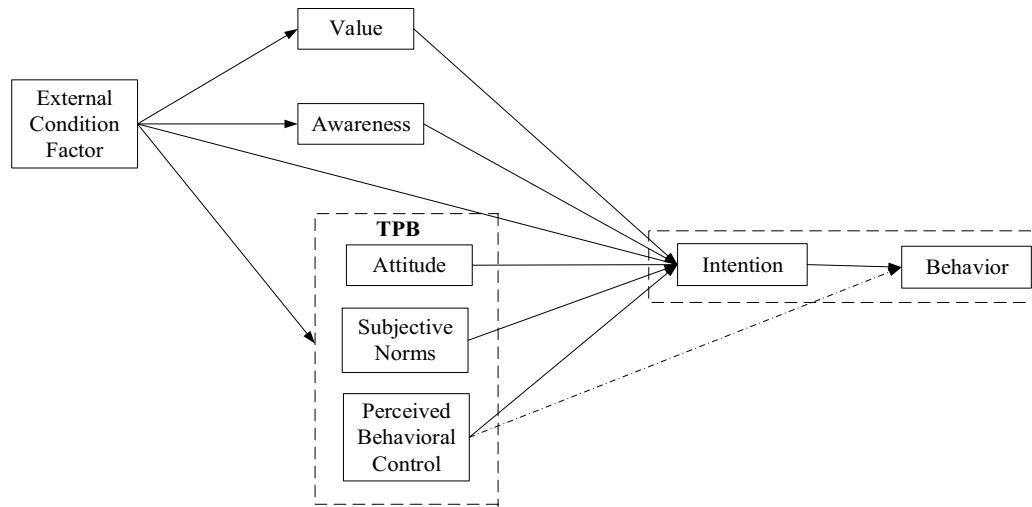 Value
External
Condition
Factor
Awareness
TPB
Attitude
Intention
Behavior
Subjective
Norms
Perceived
Behavioral
Control